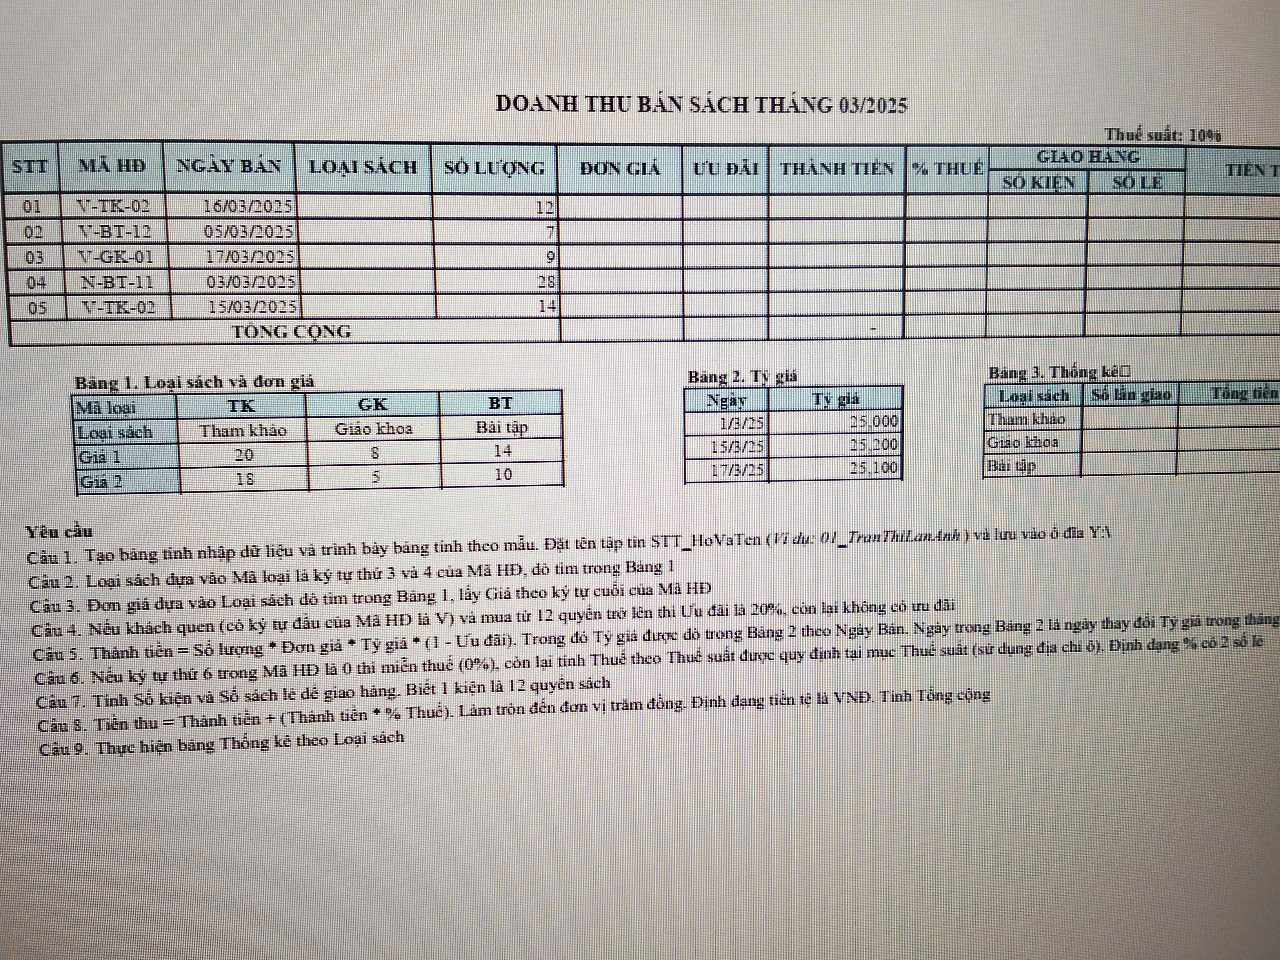 DOANH THU BÁN SÁCH THÁNG 03/2025
Thuế suất: 10%
STT MÃ HĐ NGÀY BÁN LOẠI SÁCH SỐ LƯỢNG ĐƠN GIÁ ƯU ĐÃI THÀNH TIỀN % THUẾ GIAO HÀNG TIỀN T
SỐ KIỆN SỐ LẺ
01 V-TK-02 16/03/2025 12
02 V-BT-12 05/03/2025 7
03 V-GK-01 17/03/2025 9
04 N-BT-11 03/03/2025 28
05 V-TK-02 15/03/2025 14
TỔNG CỘNG -
Bảng 1. Loại sách và đơn giá
Mã loại TK GK BT
Loại sách Tham khảo Giáo khoa Bài tập
Giá 1 20 8 14
Giá 2 18 5 10
Bảng 2. Tỷ giá
Ngày Tỷ giá
1/3/25 25,000
15/3/25 25,200
17/3/25 25,100
Bảng 3. Thống kê
Loại sách Số lần giao Tổng tiền
Tham khảo
Giáo khoa
Bài tập
Yêu cầu
Câu 1. Tạo bảng tính nhập dữ liệu và trình bày bảng tính theo mẫu. Đặt tên tập tin STT_HoVaTen (Ví dụ: 01_TranThiLanAnh ) và lưu vào ổ đĩa Y:\
Câu 2. Loại sách dựa vào Mã loại là ký tự thứ 3 và 4 của Mã HĐ, dò tìm trong Bảng 1
Câu 3. Đơn giá dựa vào Loại sách dò tìm trong Bảng 1, lấy Giá theo ký tự cuối của Mã HĐ
Câu 4. Nếu khách quen (có ký tự đầu của Mã HĐ là V) và mua từ 12 quyển trở lên thì Ưu đãi là 20%, còn lại không có ưu đãi
Câu 5. Thành tiền = Số lượng * Đơn giá * Tỷ giá * (1 - Ưu đãi). Trong đó Tỷ giá được dò trong Bảng 2 theo Ngày Bán. Ngày trong Bảng 2 là ngày thay đổi Tỷ giá trong tháng
Câu 6. Nếu ký tự thứ 6 trong Mã HĐ là 0 thì miễn thuế (0%), còn lại tính Thuế theo Thuế suất được quy định tại mục Thuế suất (sử dụng địa chỉ ô). Định dạng % có 2 số lẻ
Câu 7. Tính Số kiện và Số sách lẻ để giao hàng. Biết 1 kiện là 12 quyển sách
Câu 8. Tiền thu = Thành tiền + (Thành tiền * % Thuế). Làm tròn đến đơn vị trăm đồng. Định dạng tiền tệ là VNĐ. Tính Tổng cộng
Câu 9. Thực hiện bảng Thống kê theo Loại sách